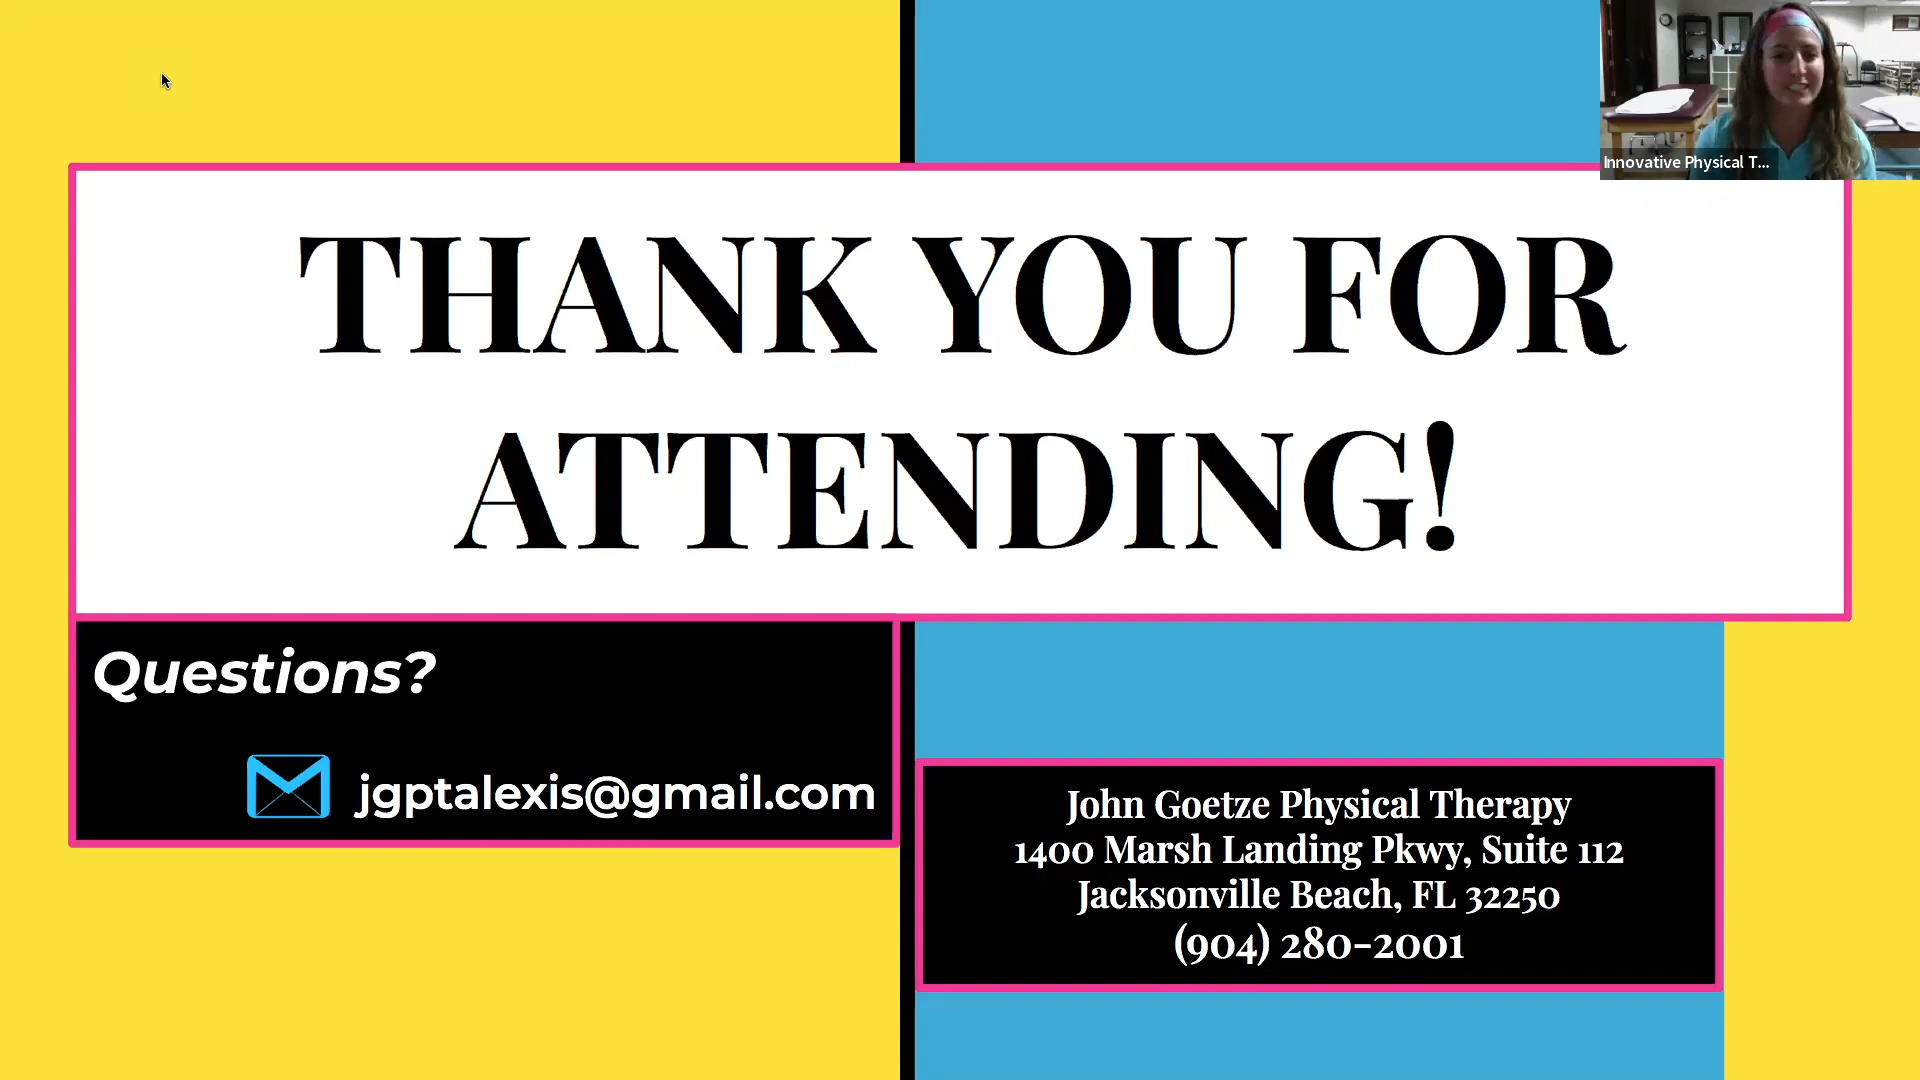 Innovative Physical T...
THANK YOU FOR
ATTENDING!
Questions?
jgptalexis@gmail.com
John Goetze Physical Therapy
1400 Marsh Landing Pkwy, Suite 112
Jacksonville Beach, FL 32250
(904) 280-2001